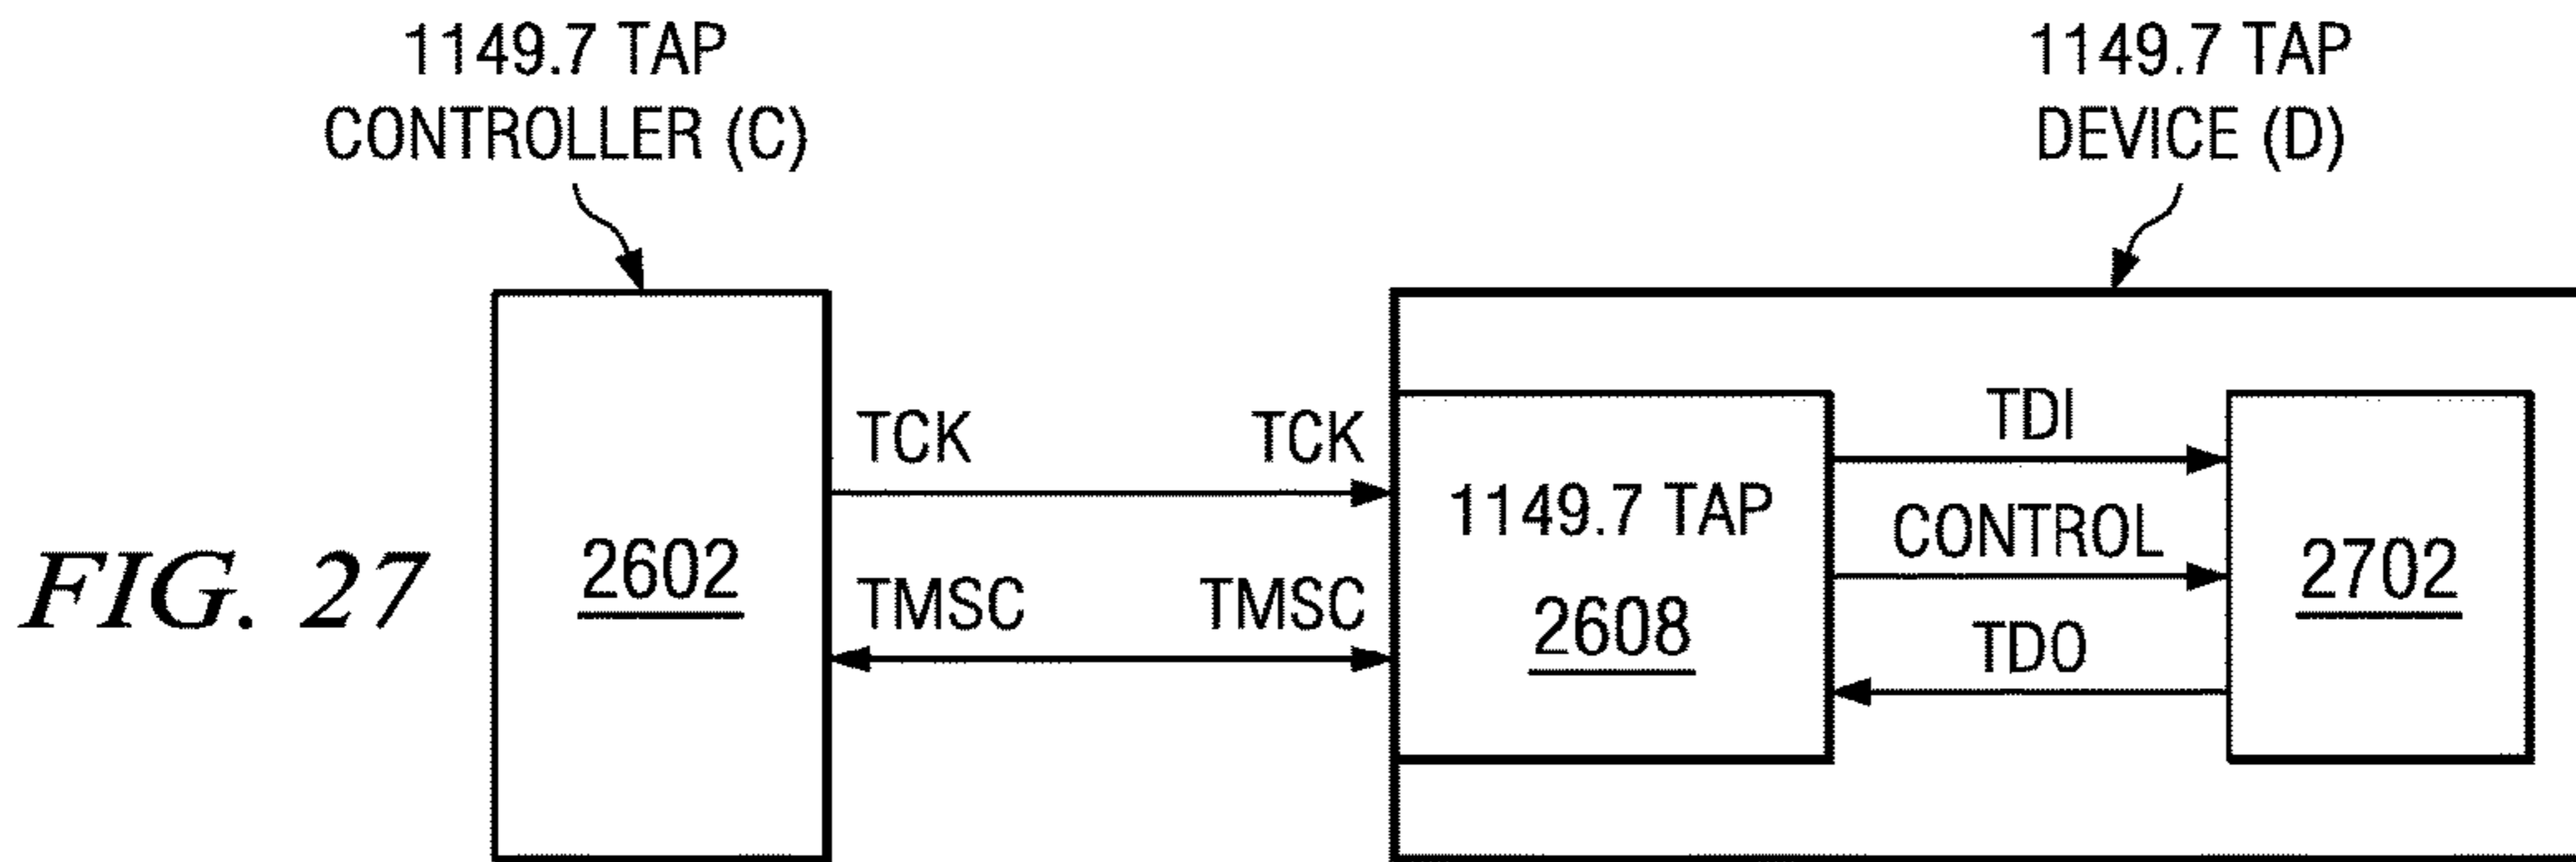 1149.7 TAP
CONTROLLER (C)
1149.7 TAP
DEVICE (D)
FIG. 27
2602
TCK
TCK
TMSC
TMSC
1149.7 TAP
2608
TDI
CONTROL
TDO
2702